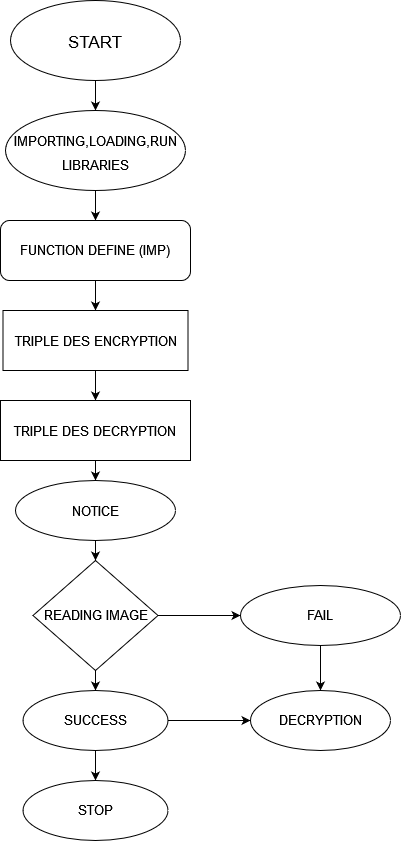 START
IMPORTING,LOADING,RUN
LIBRARIES
FUNCTION DEFINE (IMP)
TRIPLE DES ENCRYPTION
TRIPLE DES DECRYPTION
NOTICE
READING IMAGE
FAIL
SUCCESS
DECRYPTION
STOP